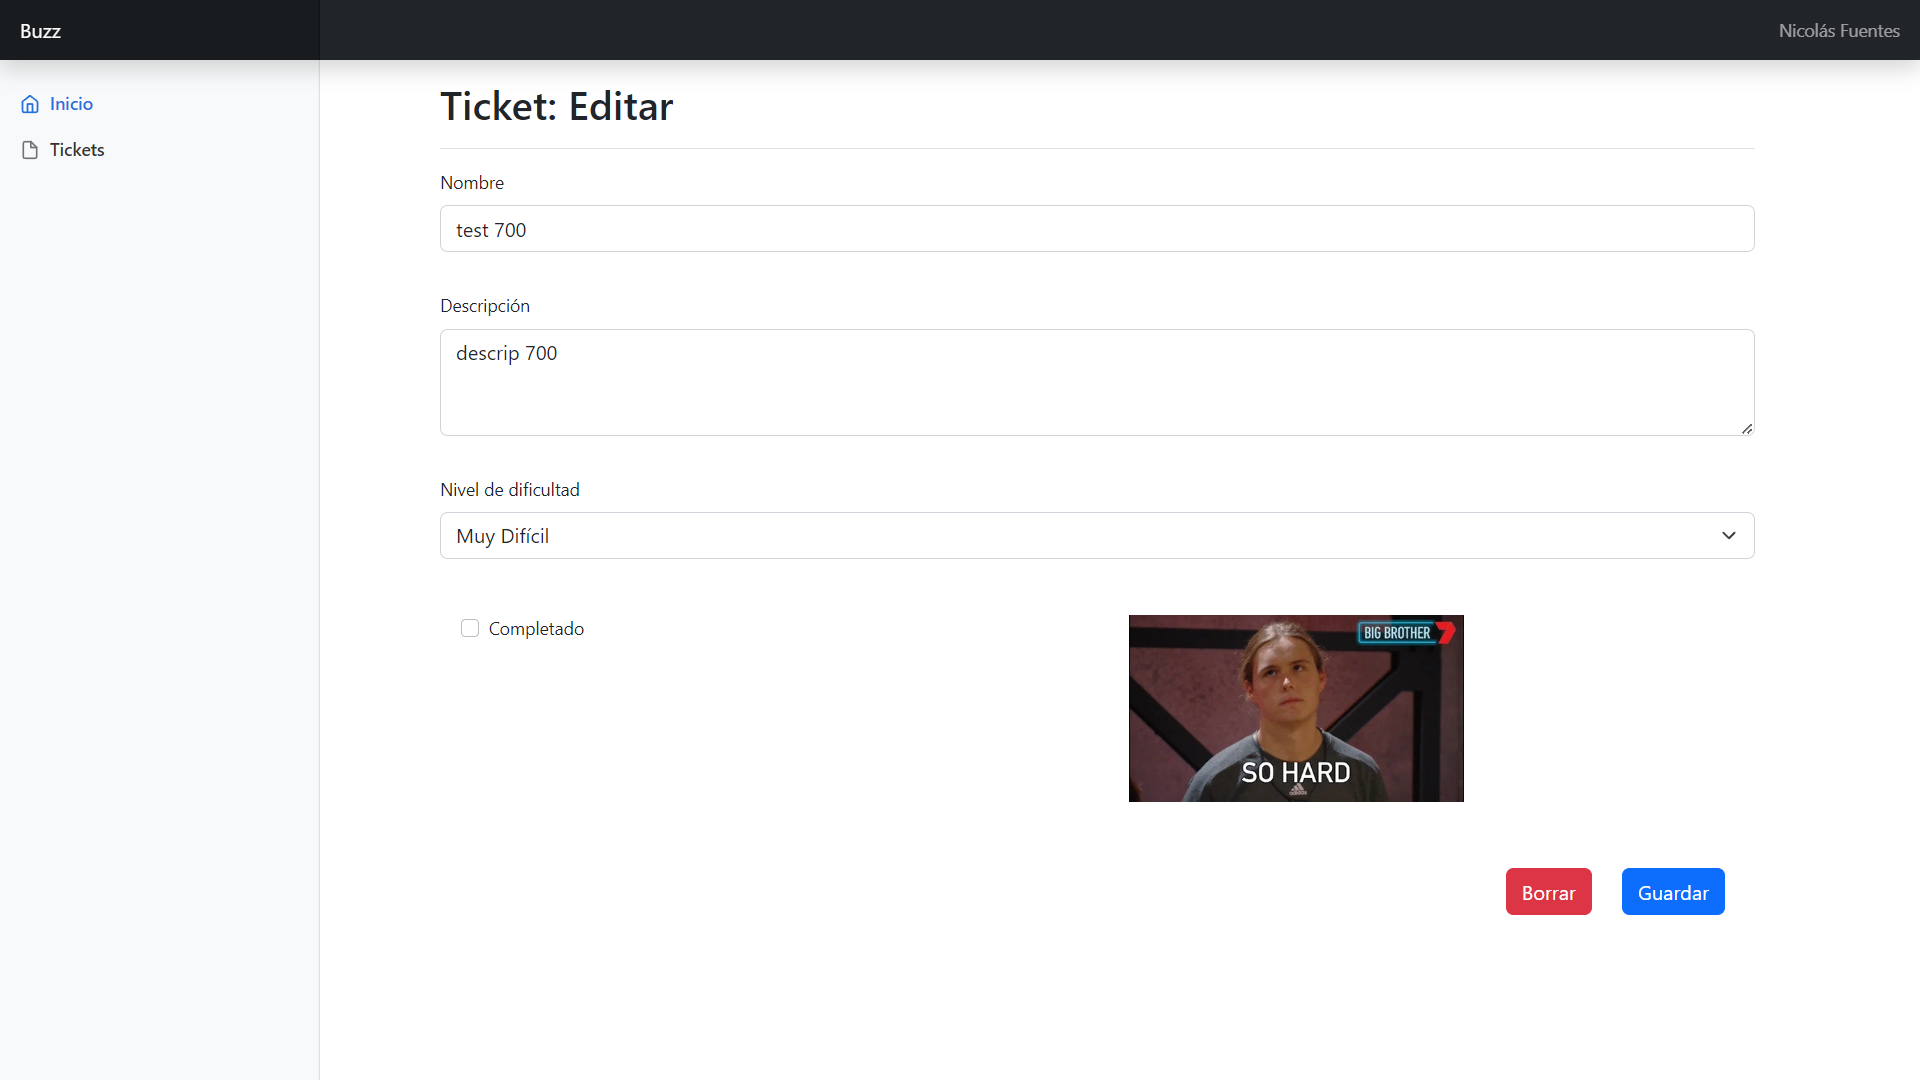 Buzz
Nicolás Fuentes
Inicio
Tickets
Ticket: Editar
Nombre
test 700
Descripción
descrip 700
Nivel de dificultad
Muy Difícil
Completado
BIG BROTHER 7
SO HARD
adidas
Borrar
Guardar